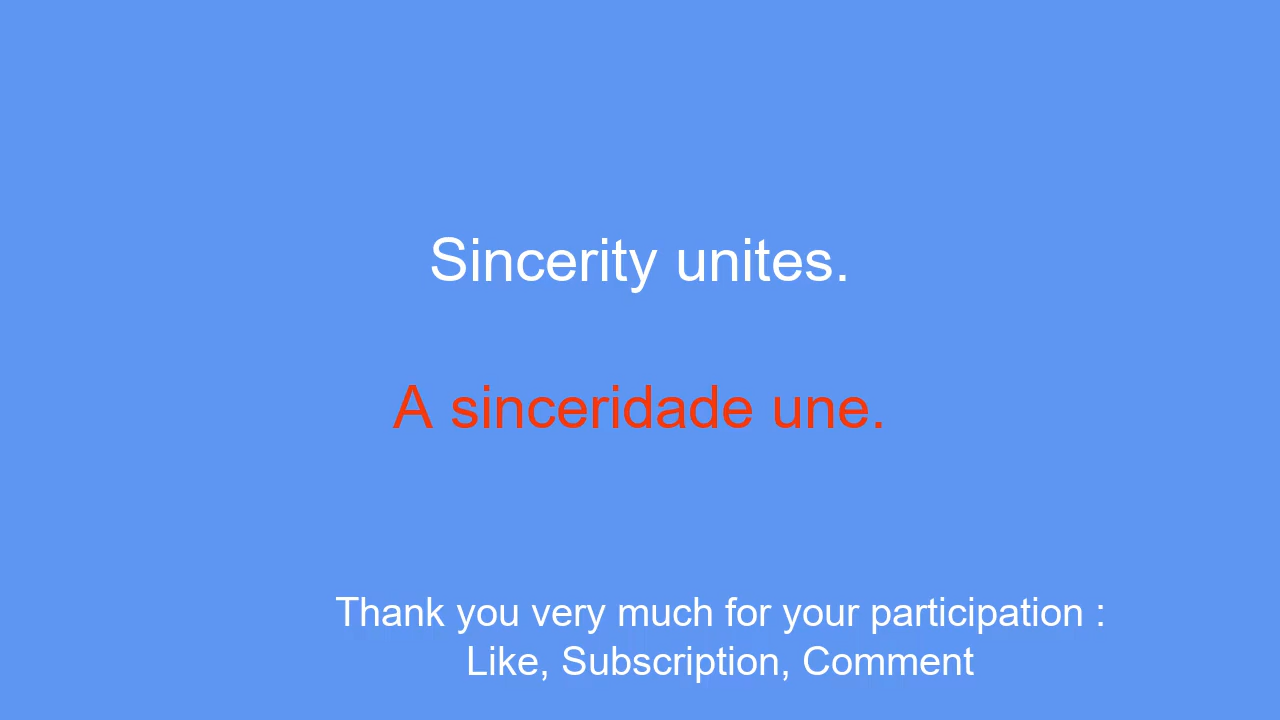 Sincerity unites.
A sinceridade une.
Thank you very much for your participation :
Like, Subscription, Comment